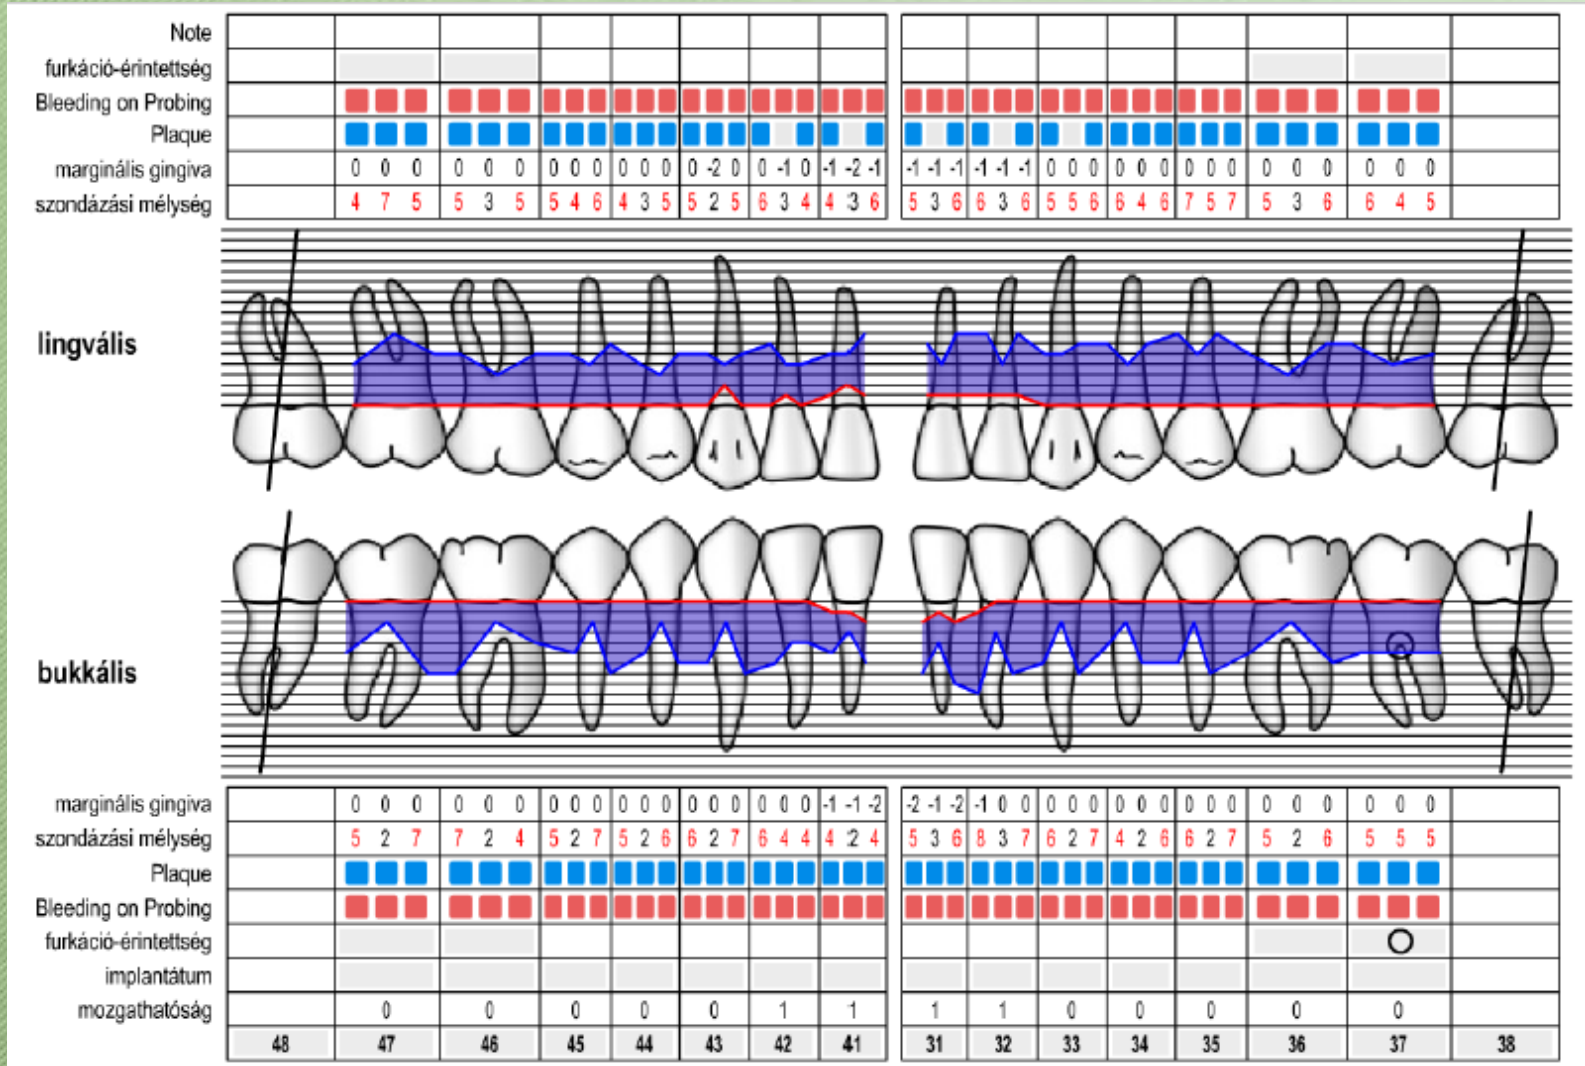 Note
furkáció-érintettség
Bleeding on Probing
Plaque
marginális gingiva 0 0 0 0 0 0 0 0 0 0 0 0 0 -2 0 0 -1 0 -1 -2 -1 -1 -1 -1 -1 -1 -1 0 0 0 0 0 0 0 0 0 0 0 0 0 0 0
szondázási mélység 4 7 5 5 3 5 5 4 6 4 3 5 5 2 5 6 3 4 4 3 6 5 3 6 6 3 6 5 5 6 6 4 6 7 5 7 5 3 6 6 4 5
lingvális
bukkális
marginális gingiva 0 0 0 0 0 0 0 0 0 0 0 0 0 0 0 0 0 0 -1 -1 -2 -2 -1 -2 -1 0 0 0 0 0 0 0 0 0 0 0 0 0 0 0 0 0
szondázási mélység 5 2 7 7 2 4 5 2 7 5 2 6 6 2 7 6 4 4 4 2 4 5 3 6 8 3 7 6 2 7 4 2 6 6 2 7 5 2 6 5 5 5
Plaque
Bleeding on Probing
furkáció-érintettség
implantátum
mozgathatóság 0 0 0 0 0 1 1 1 1 0 0 0 0 0
48 47 46 45 44 43 42 41 31 32 33 34 35 36 37 38